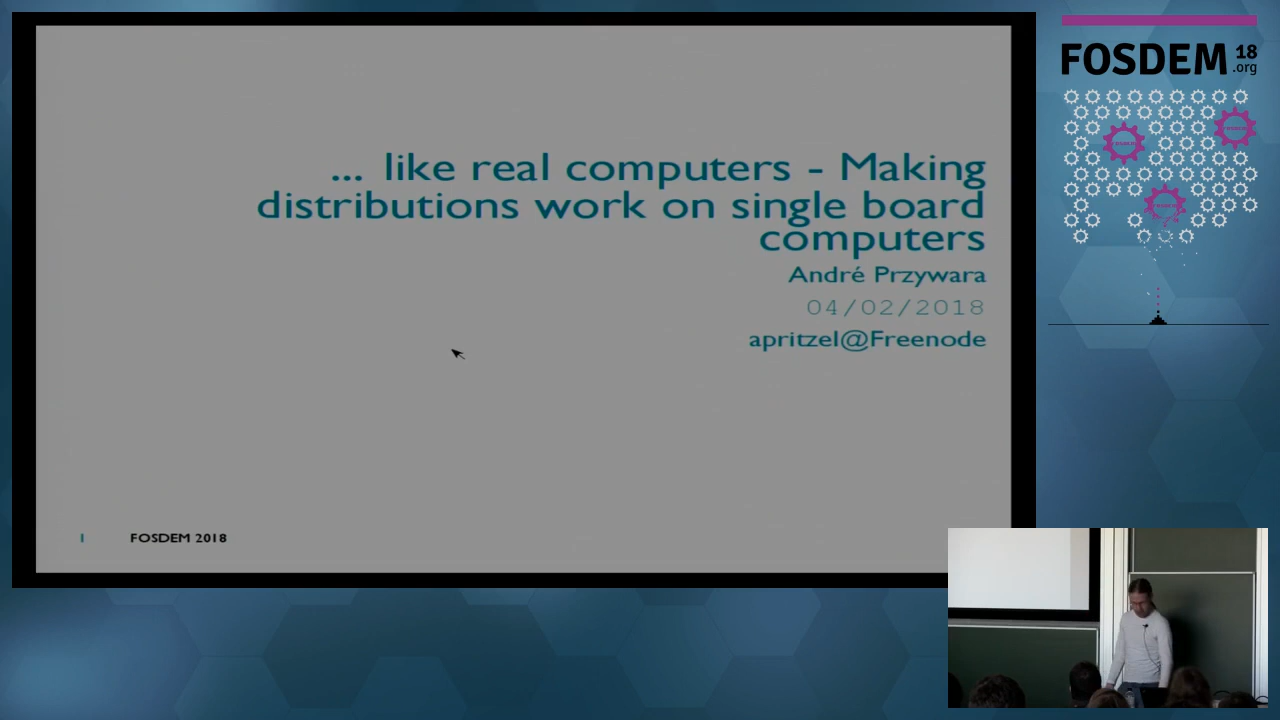 ... like real computers - Making
distributions work on single board
computers
André Przywara
04/02/2018
apritzel@Freenode
1 FOSDEM 2018
FOSDEM 18
.org